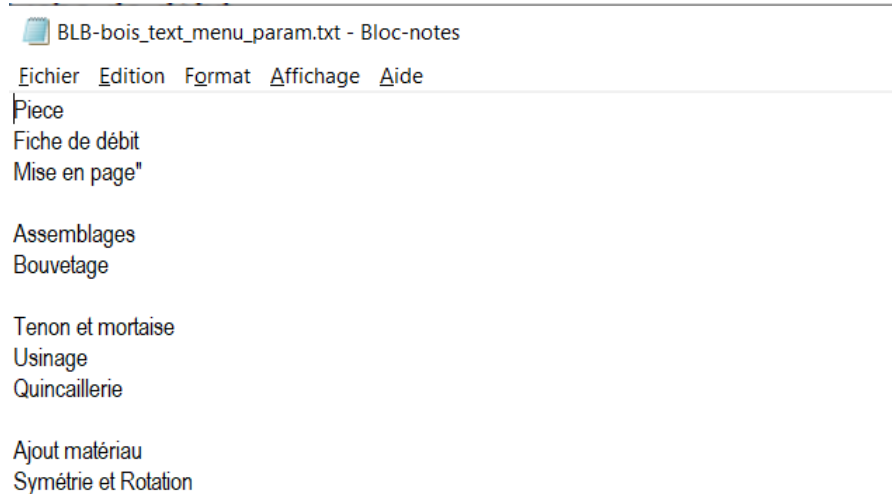 BLB-bois_text_menu_param.txt - Bloc-notes
Fichier Edition Format Affichage Aide
Piece
Fiche de débit
Mise en page"
Assemblages
Bouvetage
Tenon et mortaise
Usinage
Quincaillerie
Ajout matériau
Symétrie et Rotation